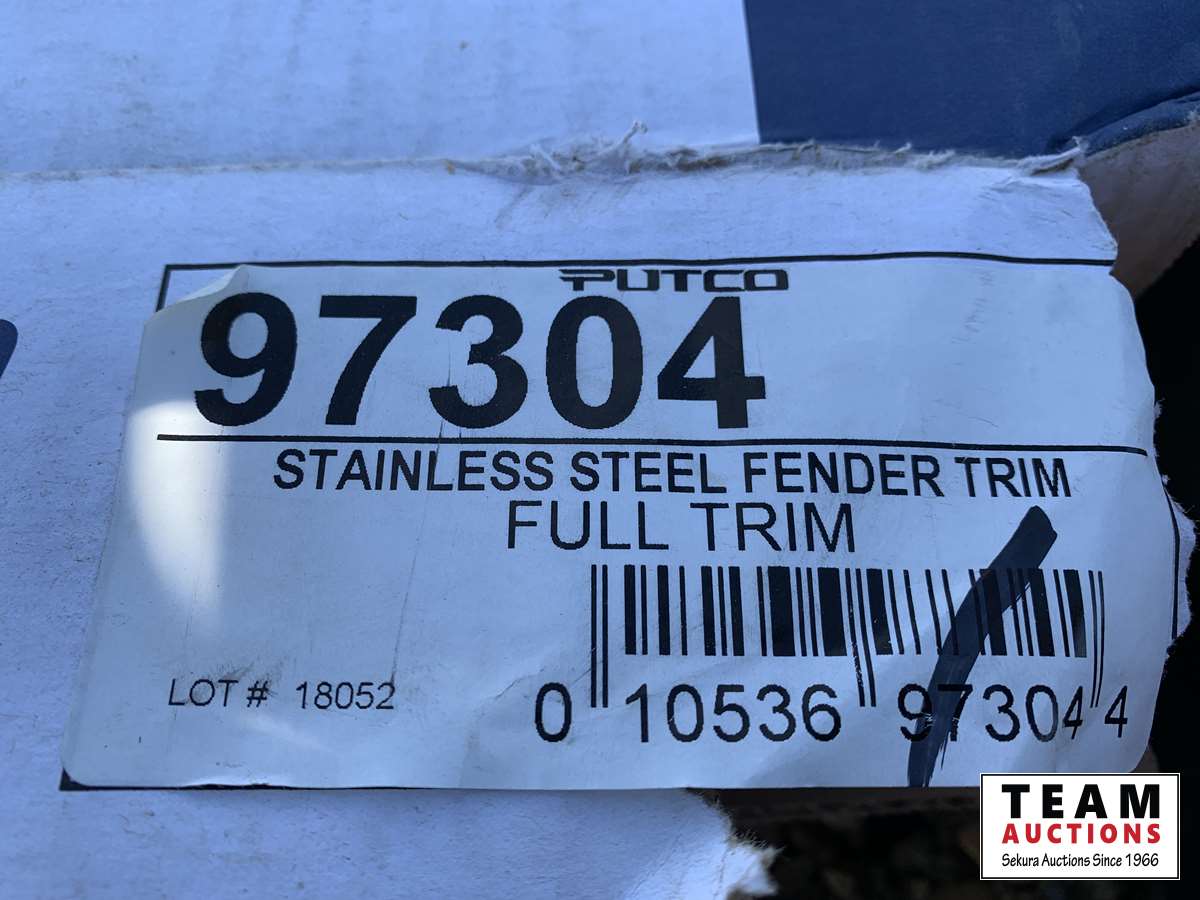 PUTCO
97304
STAINLESS STEEL FENDER TRIM
FULL TRIM
LOT # 18052
0 10536 97304 4
TEAM
AUCTIONS
Sekura Auctions Since 1966